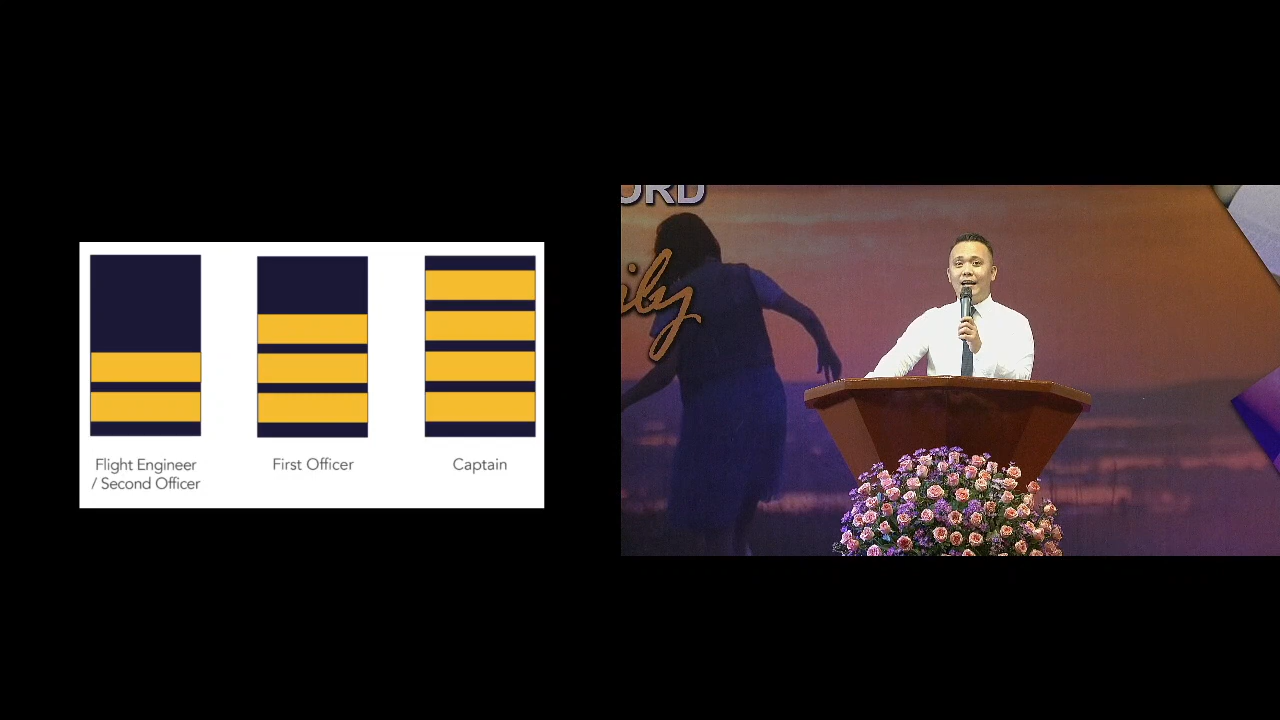 Flight Engineer
/ Second Officer
First Officer
Captain